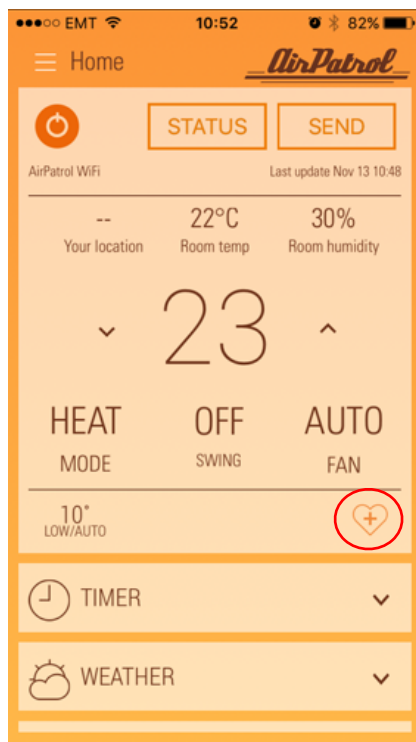 EMT 10:52 82%
Home AirPatrol
STATUS SEND
AirPatrol WiFi Last update Nov 13 10:48
-- 22°C 30%
Your location Room temp Room humidity
23
HEAT OFF AUTO
MODE SWING FAN
10°
LOW/AUTO
TIMER
WEATHER